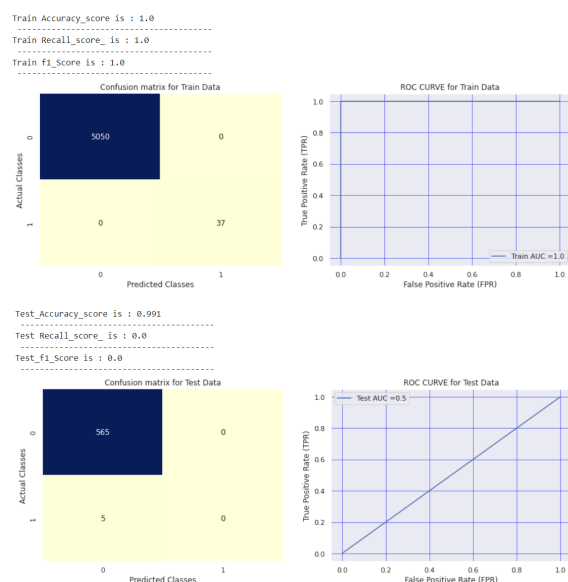 Train Accuracy_score is : 1.0
------------------------------------
Train Recall_score_ is : 1.0
------------------------------------
Train f1_Score is : 1.0
------------------------------------
Confusion matrix for Train Data
Actual Classes
0
1
5050
0
0
37
0
1
Predicted Classes
ROC CURVE for Train Data
True Positive Rate (TPR)
1.0
0.8
0.6
0.4
0.2
0.0
Train AUC =1.0
0.0
0.2
0.4
0.6
0.8
1.0
False Positive Rate (FPR)
Test_Accuracy_score is : 0.991
------------------------------------
Test Recall_score_ is : 0.0
------------------------------------
Test_f1_Score is : 0.0
------------------------------------
Confusion matrix for Test Data
Actual Classes
0
1
565
0
5
0
0
1
Predicted Classes
ROC CURVE for Test Data
True Positive Rate (TPR)
1.0
0.8
0.6
0.4
0.2
0.0
Test AUC =0.5
0.0
0.2
0.4
0.6
0.8
1.0
False Positive Rate (FPR)